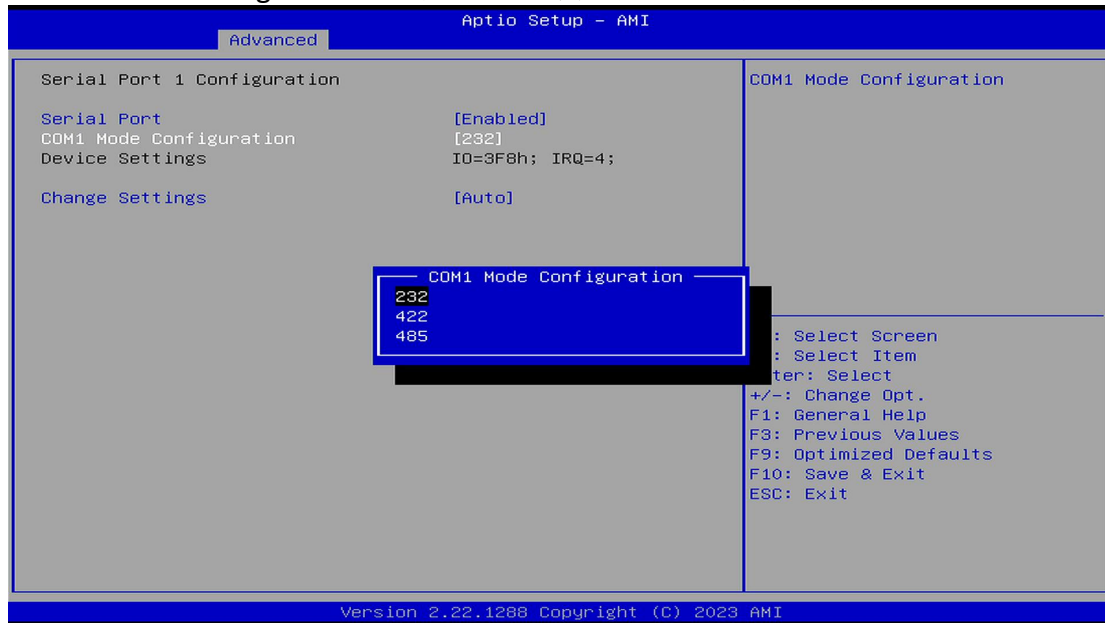 Aptio Setup – AMI
Advanced
Serial Port 1 Configuration
Serial Port [Enabled]
COM1 Mode Configuration [232]
Device Settings IO=3F8h; IRQ=4;
Change Settings [Auto]
COM1 Mode Configuration
COM1 Mode Configuration
232
422
485
: Select Screen
: Select Item
ter: Select
+/-: Change Opt.
F1: General Help
F3: Previous Values
F9: Optimized Defaults
F10: Save & Exit
ESC: Exit
Version 2.22.1288 Copyright (C) 2023 AMI